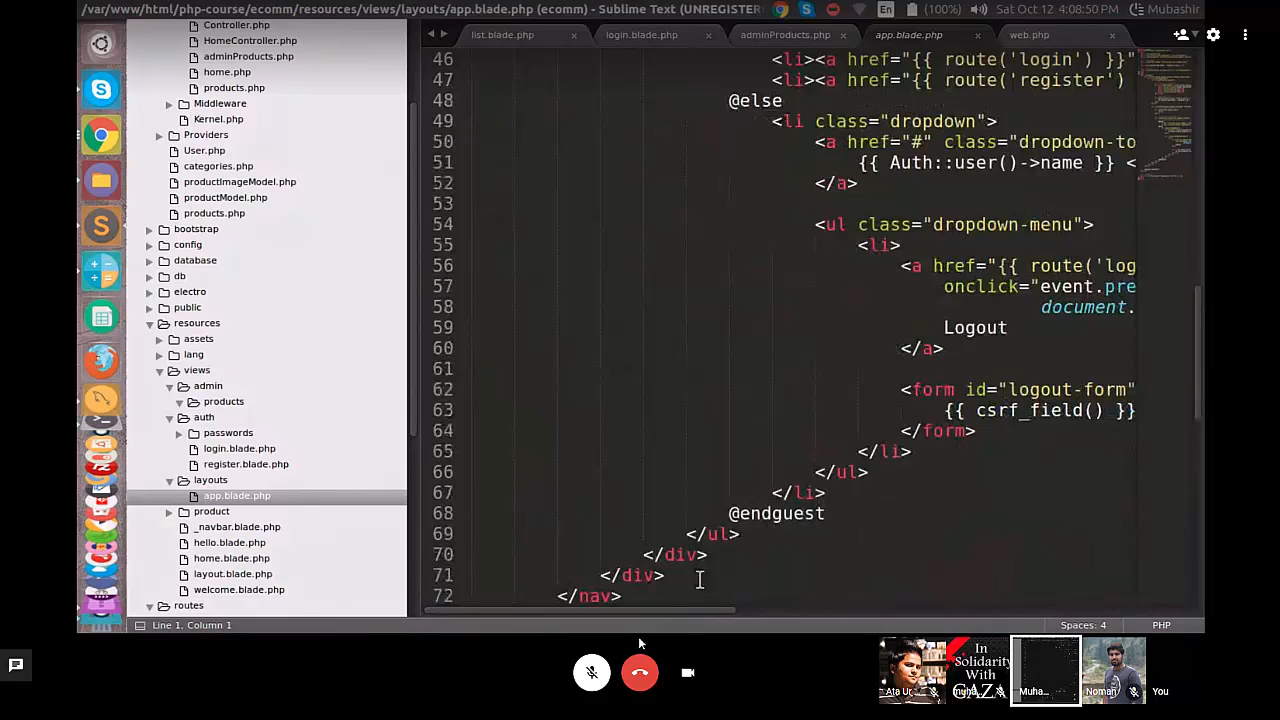 /var/www/html/php-course/ecomm/resources/views/layouts/app.blade.php (ecomm) - Sublime Text (UNREGISTER
En (100%) Sat Oct 12 4:08:50 PM Mubashir
list.blade.php × login.blade.php × adminProducts.php × app.blade.php × web.php ×
Controller.php
HomeController.php
adminProducts.php
home.php
products.php
Middleware
Kernel.php
Providers
User.php
categories.php
productImageModel.php
productModel.php
products.php
bootstrap
config
database
db
electro
public
resources
assets
lang
views
admin
products
auth
passwords
login.blade.php
register.blade.php
layouts
app.blade.php
product
_navbar.blade.php
hello.blade.php
home.blade.php
layout.blade.php
welcome.blade.php
routes
46 <li><a href="{{ route('login') }}"
47 <li><a href="{{ route('register')
48 @else
49 <li class="dropdown">
50 <a href="#" class="dropdown-to
51 {{ Auth::user()->name }} <
52 </a>
53
54 <ul class="dropdown-menu">
55 <li>
56 <a href="{{ route('log
57 onclick="event.pre
58 document.
59 Logout
60 </a>
61
62 <form id="logout-form"
63 {{ csrf_field() }}
64 </form>
65 </li>
66 </ul>
67 </li>
68 @endguest
69 </ul>
70 </div>
71 </div>
72 </nav>
Line 1, Column 1 Spaces: 4 PHP
In
Solidarity
With
GAZA
Ata Ur Muha... Noman You